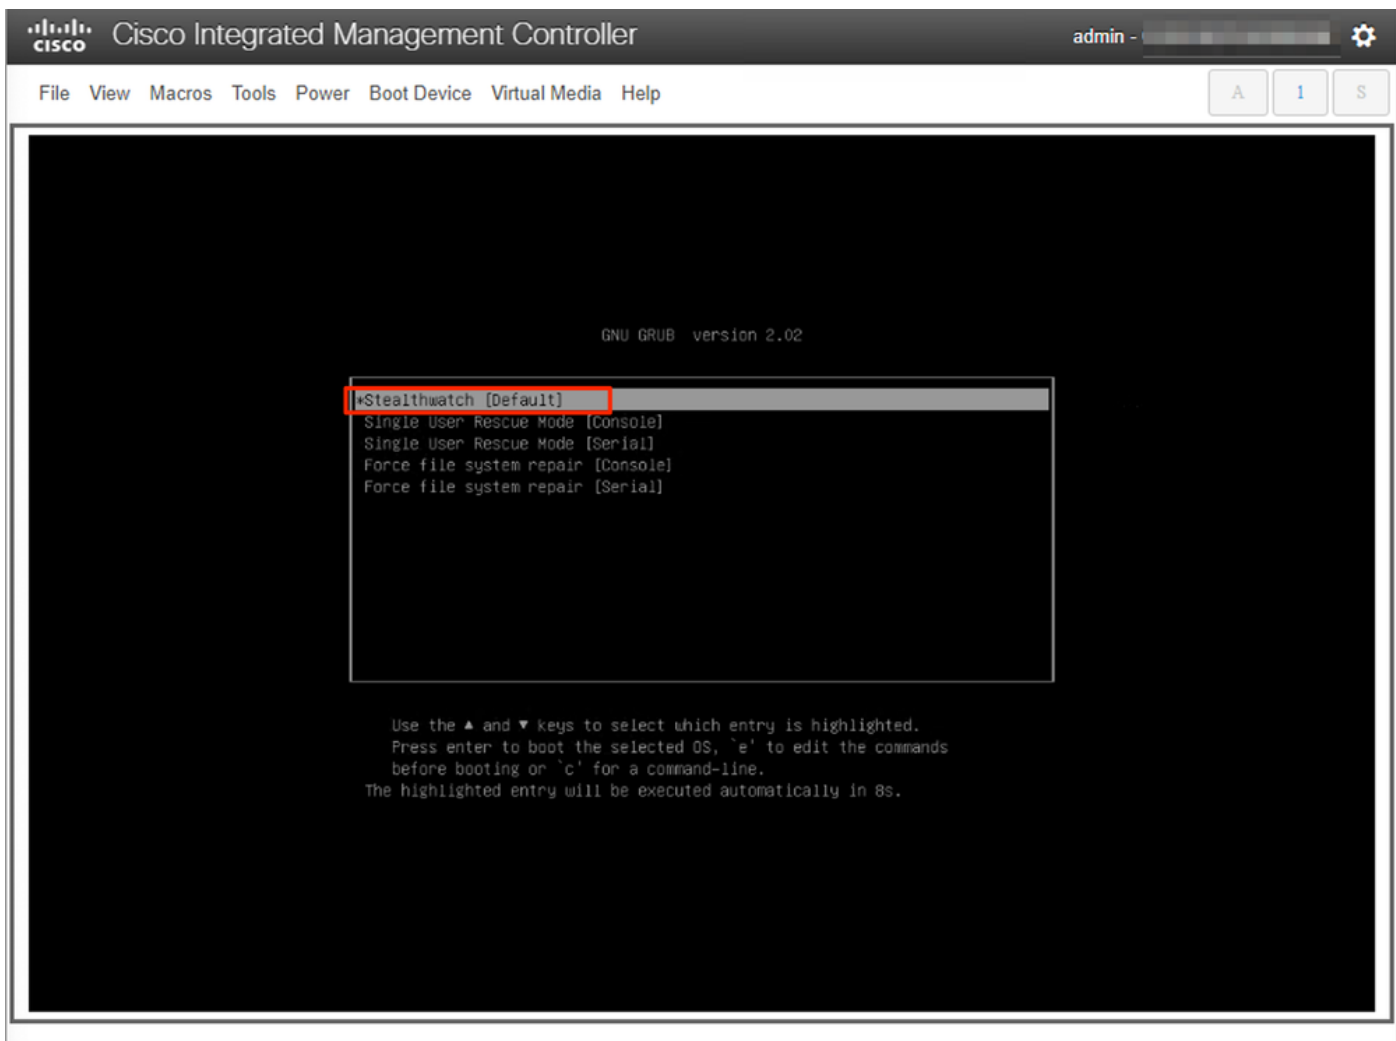 cisco Cisco Integrated Management Controller admin -
File View Macros Tools Power Boot Device Virtual Media Help A 1 S
GNU GRUB version 2.02
*Stealthwatch [Default]
Single User Rescue Mode [Console]
Single User Rescue Mode [Serial]
Force file system repair [Console]
Force file system repair [Serial]
Use the ▲ and ▼ keys to select which entry is highlighted.
Press enter to boot the selected OS, `e' to edit the commands
before booting or `c' for a command-line.
The highlighted entry will be executed automatically in 8s.